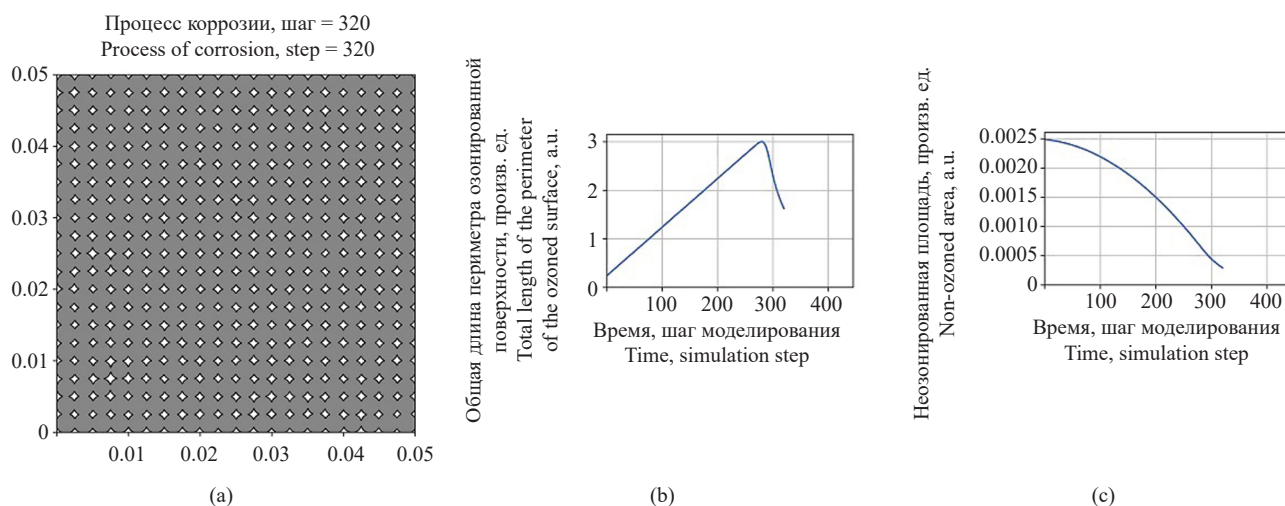 Процесс коррозии, шаг = 320
Process of corrosion, step = 320
0.05
0.04
0.03
0.02
0.01
0
0.01
0.02
0.03
0.04
0.05
(a)
Общая длина периметра озонированной
поверхности, произв. ед.
Total length of the perimeter
of the ozoned surface, a.u.
3
2
1
0
100
200
300
400
Время, шаг моделирования
Time, simulation step
(b)
Неозонированная площадь, произв. ед.
Non-ozoned area, a.u.
0.0025
0.0020
0.0015
0.0010
0.0005
0
100
200
300
400
Время, шаг моделирования
Time, simulation step
(c)